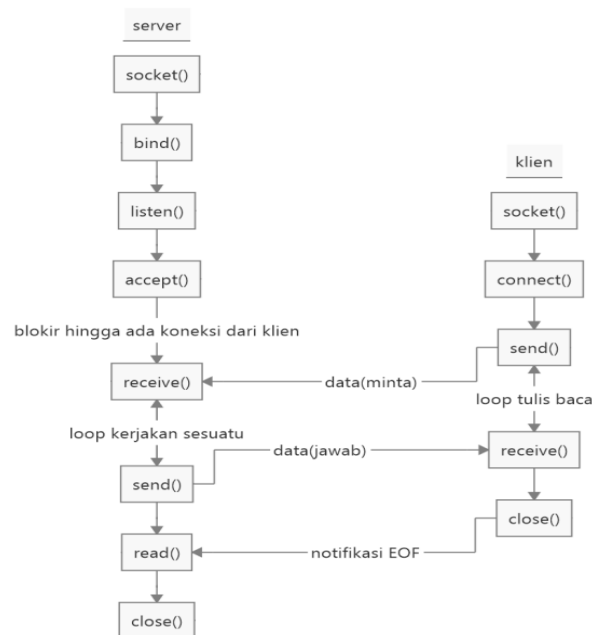 server
socket()
bind()
klien
listen()
socket()
accept()
connect()
blokir hingga ada koneksi dari klien
send()
receive()
data(minta)
loop tulis baca
loop kerjakan sesuatu
data(jawab)
receive()
send()
close()
read()
notifikasi EOF
close()